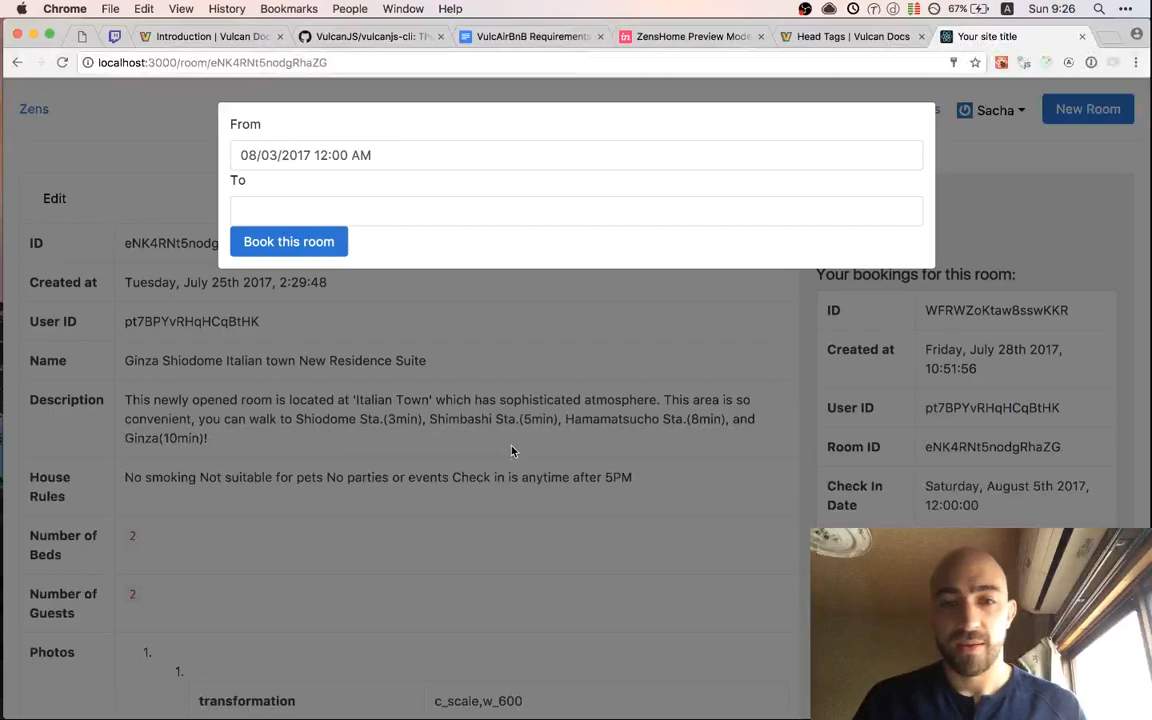 Chrome File Edit View History Bookmarks People Window Help 67% A Sun 9:26
Introduction | Vulcan Doc
VulcanJS/vulcanjs-cli: Th
VulcAirBnB Requirements
ZensHome Preview Mode
Head Tags | Vulcan Docs
Your site title
localhost:3000/room/eNK4RNt5nodgRhaZG
Zens
Sacha
New Room
From
08/03/2017 12:00 AM
To
Book this room
Edit
ID eNK4RNt5nodg
Created at Tuesday, July 25th 2017, 2:29:48
User ID pt7BPYvRHqHCqBtHK
Name Ginza Shiodome Italian town New Residence Suite
Description This newly opened room is located at 'Italian Town' which has sophisticated atmosphere. This area is so
convenient, you can walk to Shiodome Sta.(3min), Shimbashi Sta.(5min), Hamamatsucho Sta.(8min), and
Ginza(10min)!
House
Rules
No smoking Not suitable for pets No parties or events Check in is anytime after 5PM
Number of
Beds
2
Number of
Guests
2
Photos 1.
1.
transformation c_scale,w_600
Your bookings for this room:
ID WFRWZoKtaw8sswKKR
Created at Friday, July 28th 2017,
10:51:56
User ID pt7BPYvRHqHCqBtHK
Room ID eNK4RNt5nodgRhaZG
Check In
Date
Saturday, August 5th 2017,
12:00:00